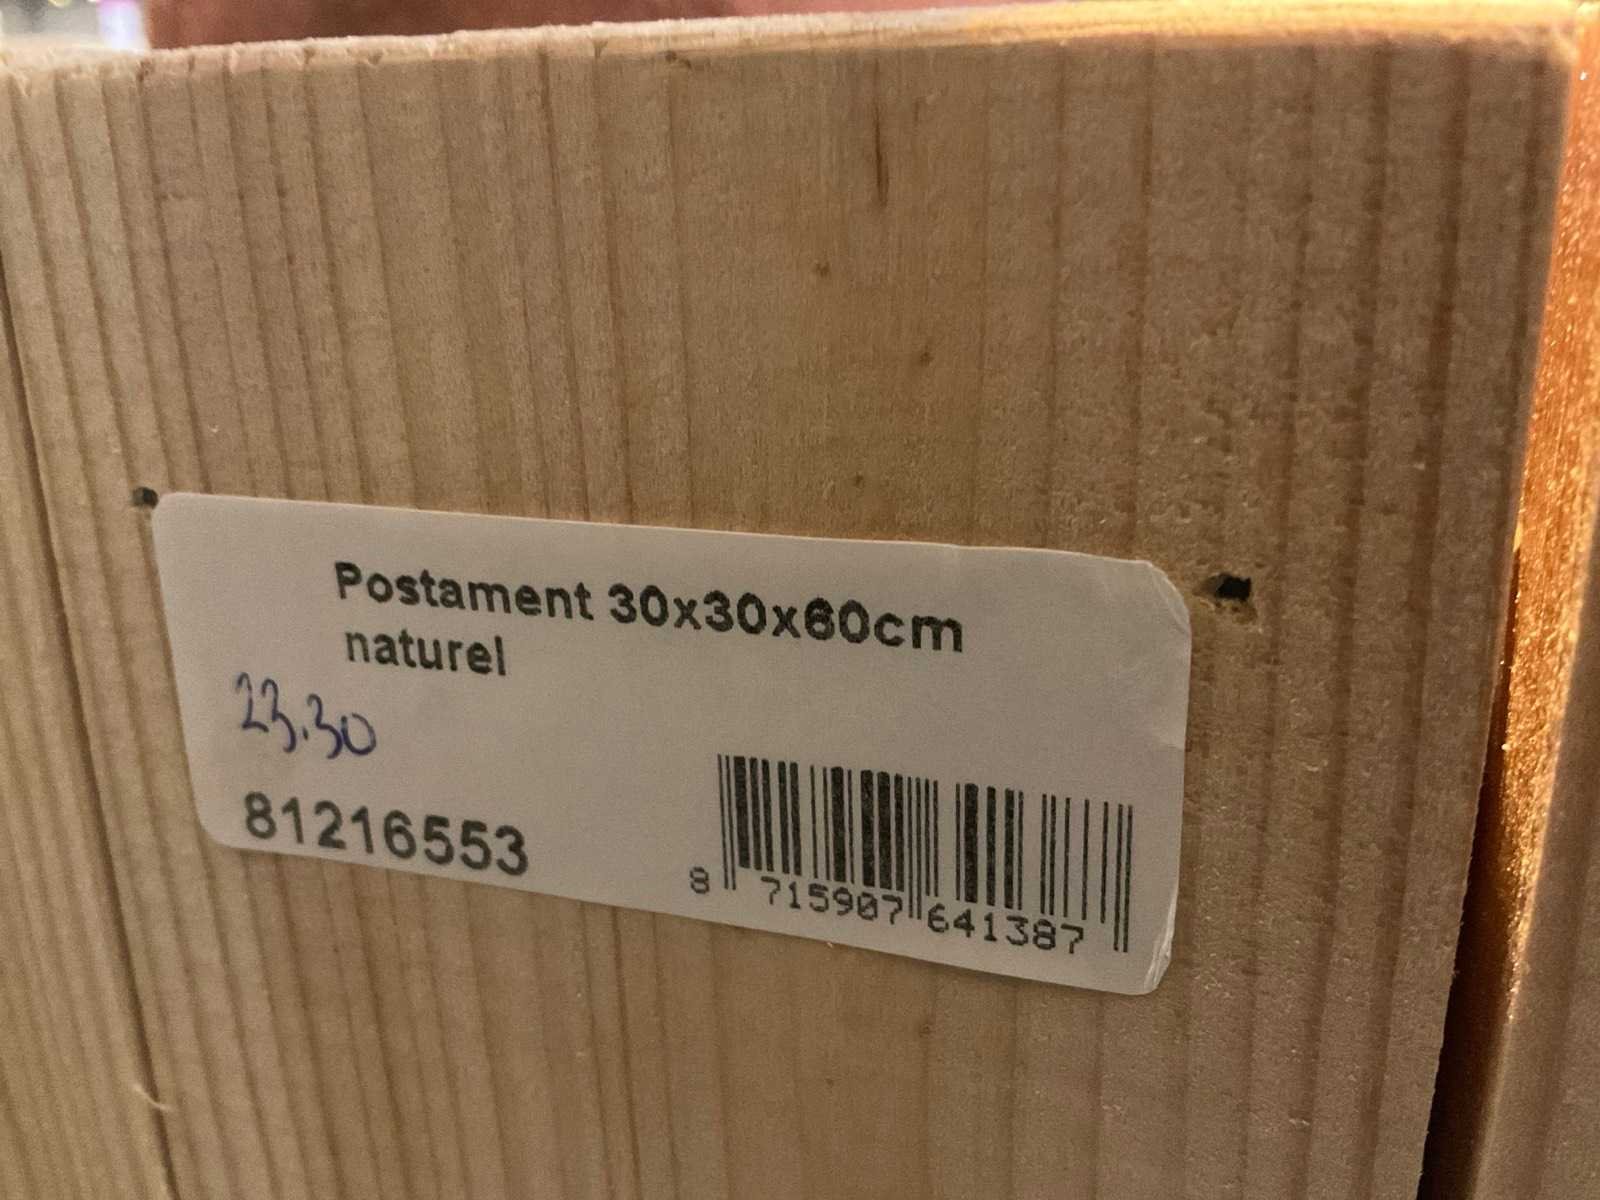 Postament 30x30x60cm
naturel
23.30
81216553
8 715907 641387